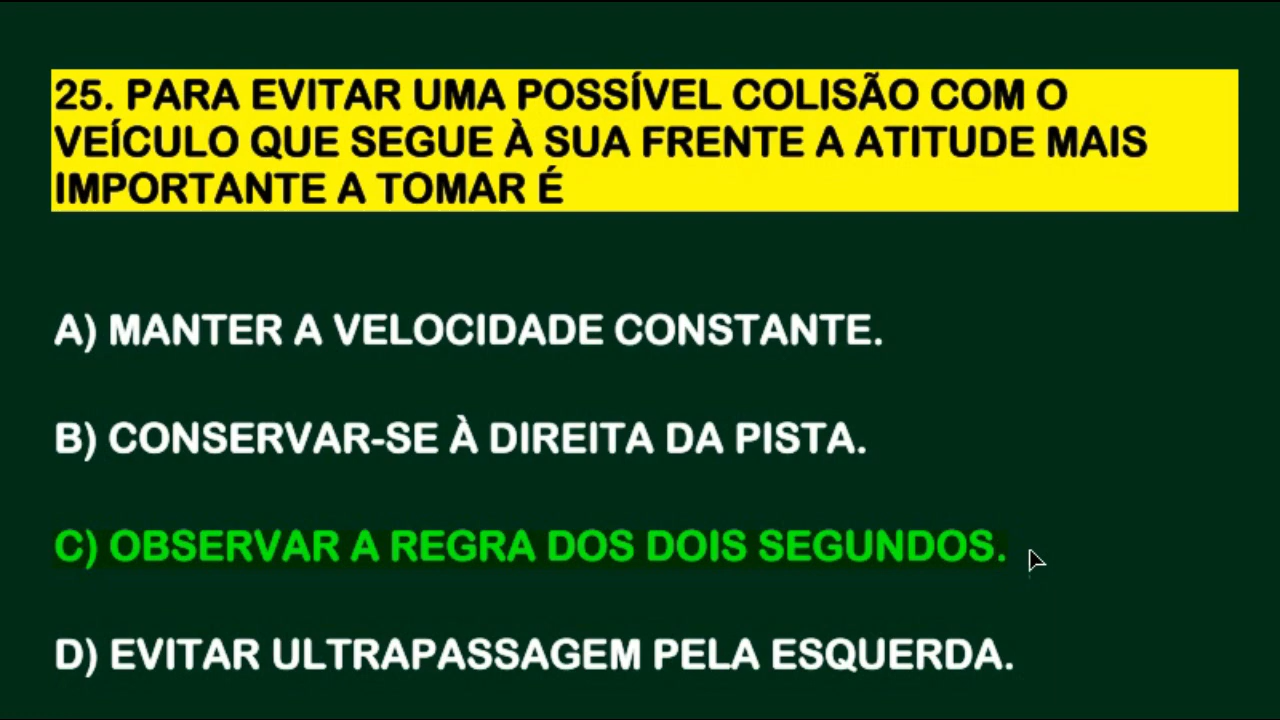 25. PARA EVITAR UMA POSSÍVEL COLISÃO COM O
VEÍCULO QUE SEGUE À SUA FRENTE A ATITUDE MAIS
IMPORTANTE A TOMAR É
A) MANTER A VELOCIDADE CONSTANTE.
B) CONSERVAR-SE À DIREITA DA PISTA.
C) OBSERVAR A REGRA DOS DOIS SEGUNDOS.
D) EVITAR ULTRAPASSAGEM PELA ESQUERDA.